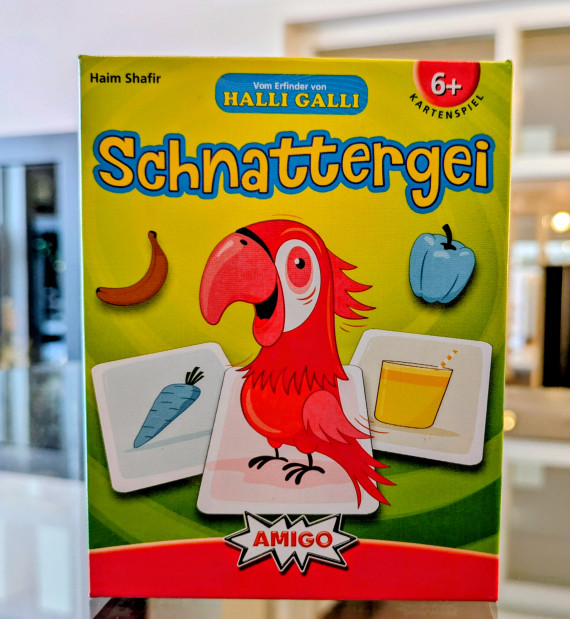 Haim Shafir
Vom Erfinder von
HALLI GALLI
6+
KARTENSPIEL
Schnattergei
AMIGO